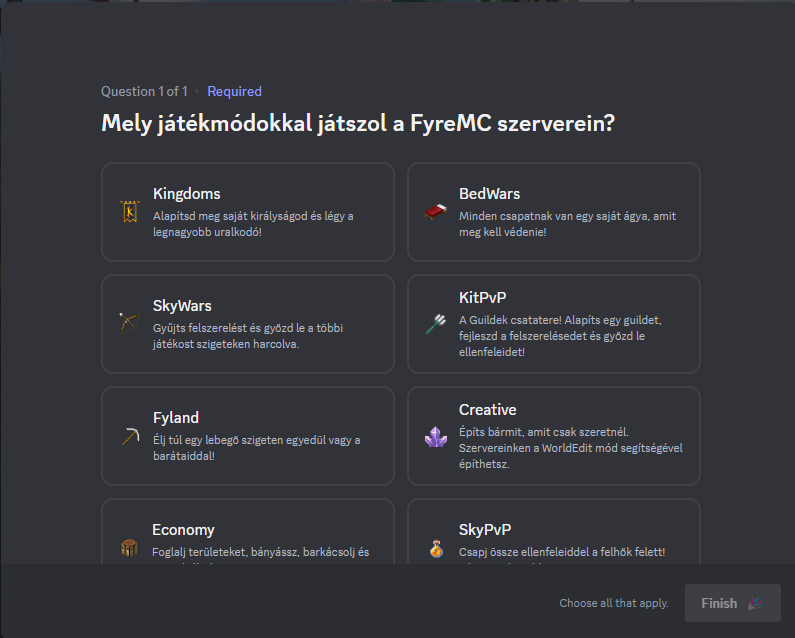 Question 1 of 1 • Required
Mely játékmódokkal játszol a FyreMC szerverein?
Kingdoms
Alapítsd meg saját királyságod és légy a
legnagyobb uralkodó!
BedWars
Minden csapatnak van egy saját ágya, amit
meg kell védenie!
SkyWars
Gyűjts felszerelést és győzd le a többi
játékost szigeteken harcolva.
KitPvP
A Guildek csatatere! Alapíts egy guildet,
fejleszd a felszerelésedet és győzd le
ellenfeleidet!
Fyland
Élj túl egy lebegő szigeten egyedül vagy a
barátaiddal!
Creative
Építs bármit, amit csak szeretnél.
Szervereinken a WorldEdit mód segítségével
építhetsz.
Economy
Foglalj területeket, bányássz, barkácsolj és
SkyPvP
Csapj össze ellenfeleiddel a felhők felett!
Choose all that apply.
Finish